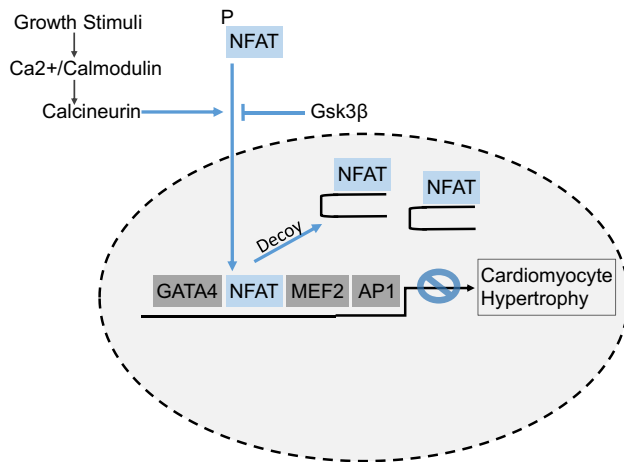 Growth Stimuli
P
NFAT
Ca2+/Calmodulin
Calcineurin
Gsk3β
NFAT
NFAT
Decoy
GATA4 NFAT MEF2 AP1
Cardiomyocyte
Hypertrophy